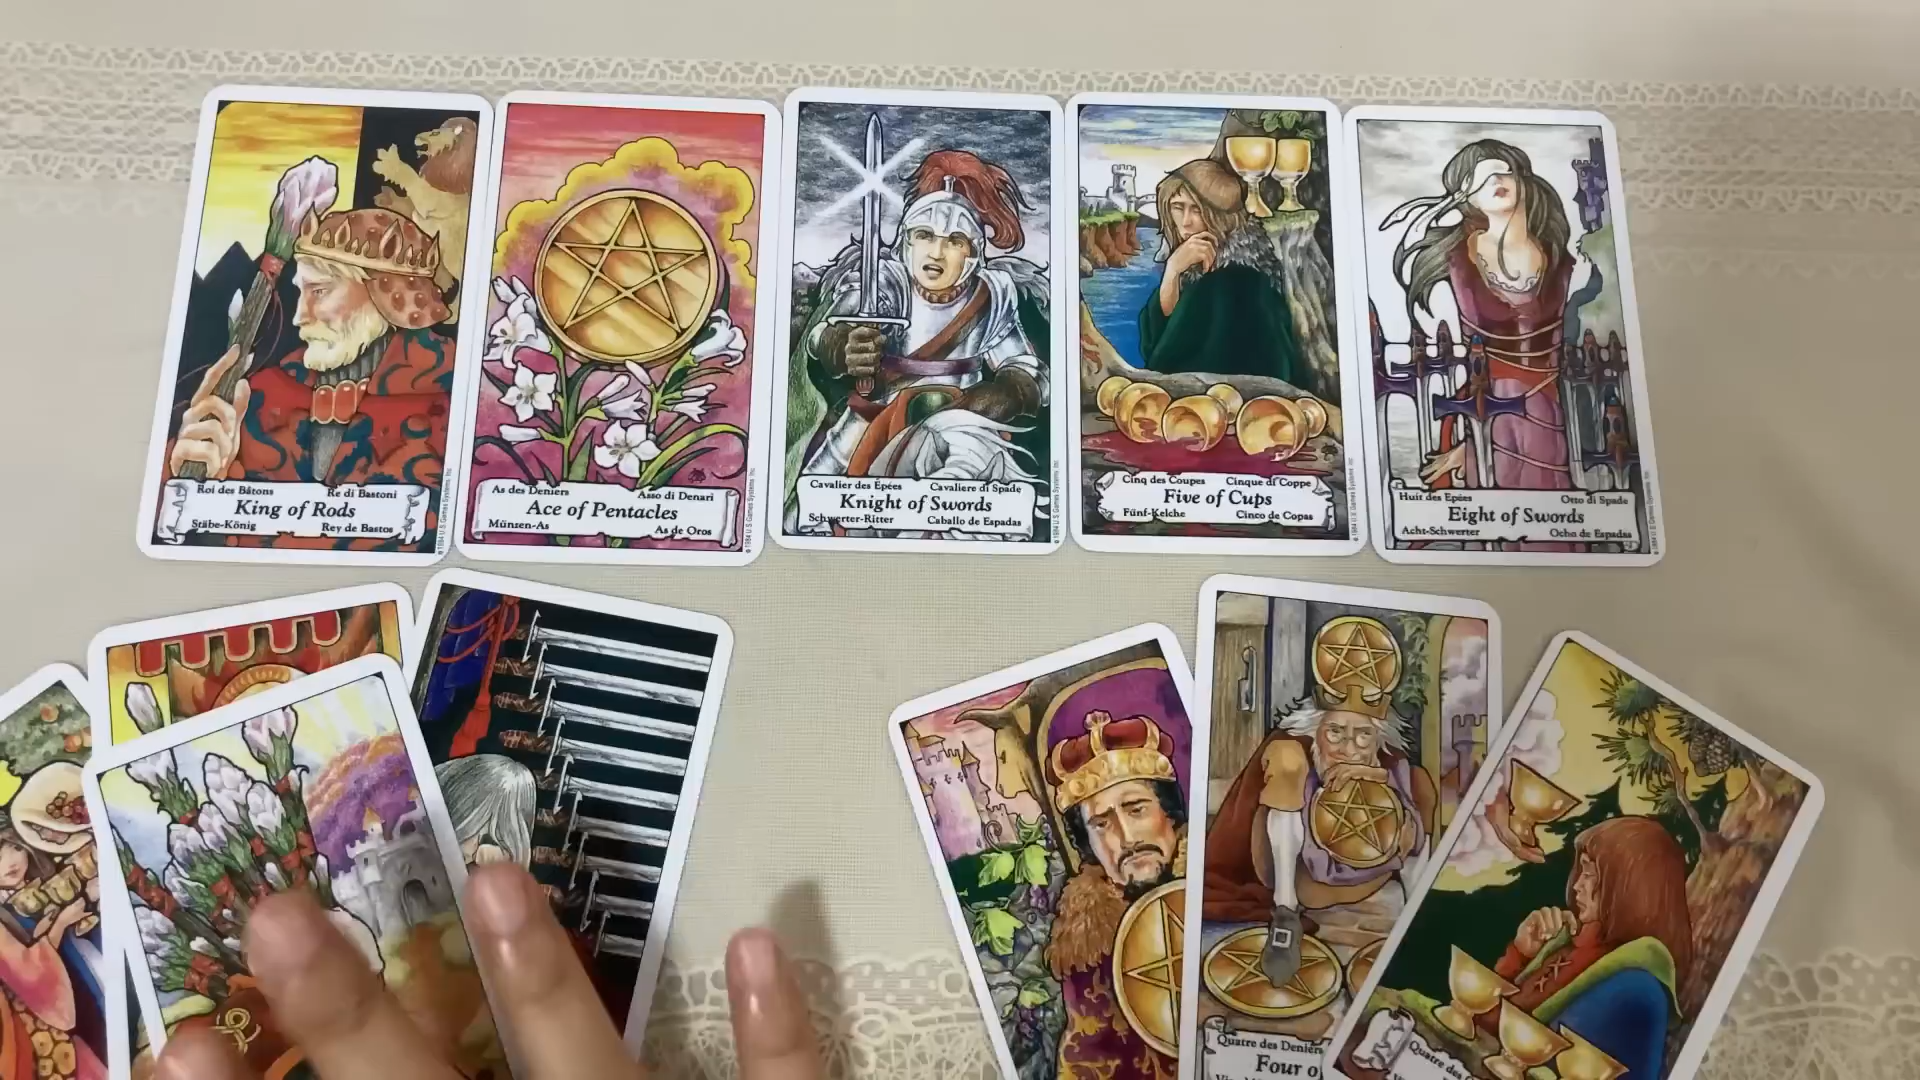 Roi des Bâtons Re di Bastoni
King of Rods
Stäbe-König Rey de Bastos
As des Deniers Asso di Denari
Ace of Pentacles
Münzen-As As de Oros
Cavalier des Epées Cavaliere di Spade
Knight of Swords
Schwerter-Ritter Caballo de Espadas
Cinq des Coupes Cinque di Coppe
Five of Cups
Fünf-Kelche Cinco de Copas
Huit des Epées Otto di Spade
Eight of Swords
Acht-Schwerter Ocho de Espadas
Quatre des Deniers
Four o
Quatre des